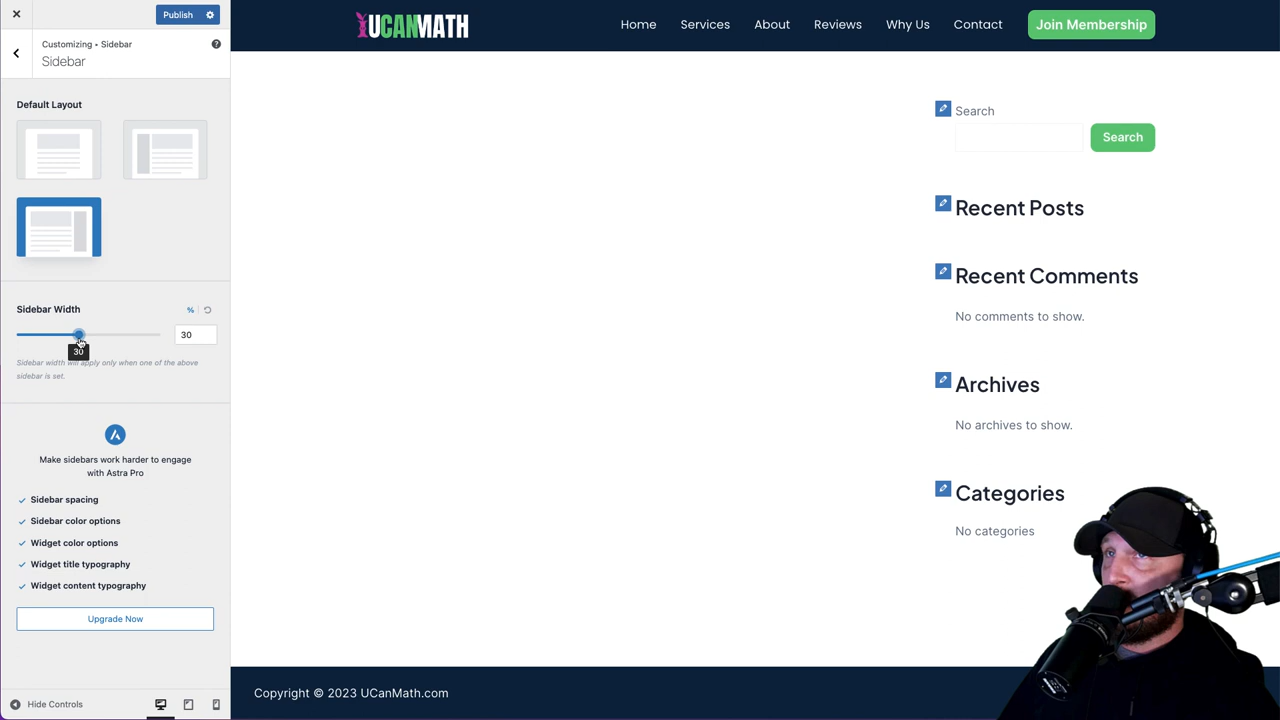 Publish
Customizing • Sidebar
Sidebar
Default Layout
Sidebar Width
%
30
30
Sidebar width will apply only when one of the above
sidebar is set.
Make sidebars work harder to engage
with Astra Pro
Sidebar spacing
Sidebar color options
Widget color options
Widget title typography
Widget content typography
Upgrade Now
Hide Controls
UCANMATH
Home
Services
About
Reviews
Why Us
Contact
Join Membership
Search
Search
Recent Posts
Recent Comments
No comments to show.
Archives
No archives to show.
Categories
No categories
Copyright © 2023 UCanMath.com